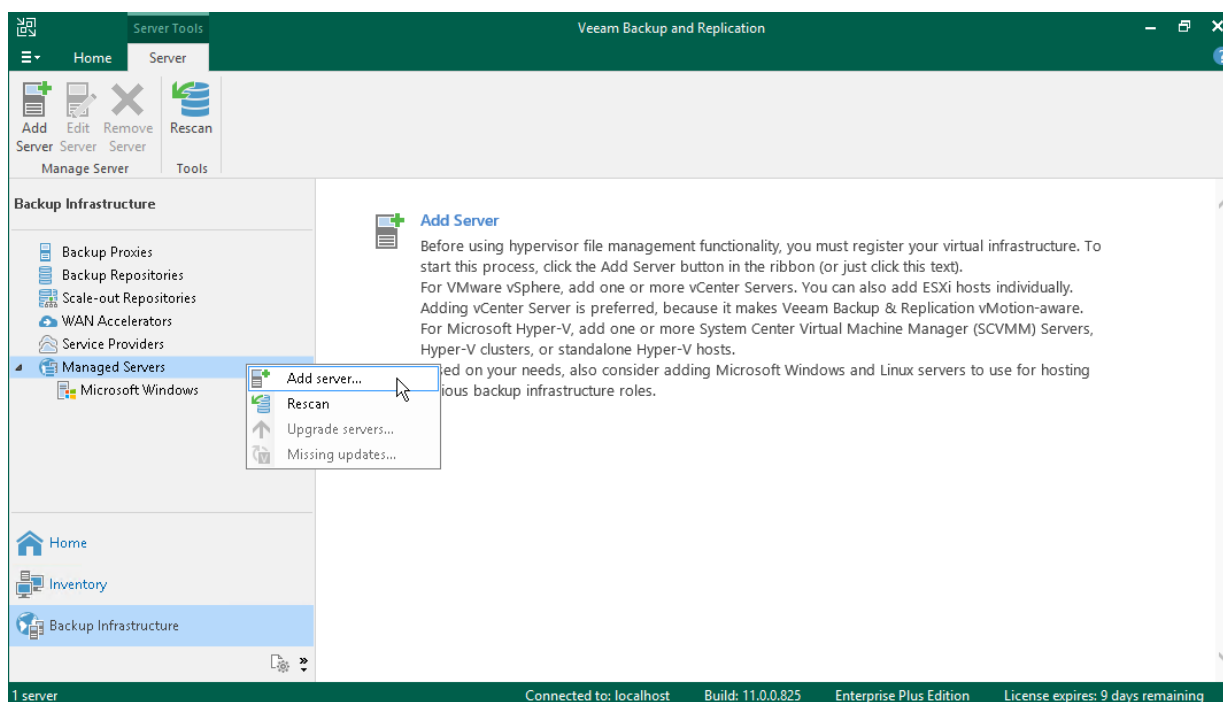 Server Tools
Veeam Backup and Replication
Home
Server
Add
Server
Edit
Server
Remove
Server
Rescan
Manage Server
Tools
Backup Infrastructure
Backup Proxies
Backup Repositories
Scale-out Repositories
WAN Accelerators
Service Providers
Managed Servers
Microsoft Windows
Add server...
Rescan
Upgrade servers...
Missing updates...
Add Server
Before using hypervisor file management functionality, you must register your virtual infrastructure. To
start this process, click the Add Server button in the ribbon (or just click this text).
For VMware vSphere, add one or more vCenter Servers. You can also add ESXi hosts individually.
Adding vCenter Server is preferred, because it makes Veeam Backup & Replication vMotion-aware.
For Microsoft Hyper-V, add one or more System Center Virtual Machine Manager (SCVMM) Servers,
Hyper-V clusters, or standalone Hyper-V hosts.
on your needs, also consider adding Microsoft Windows and Linux servers to use for hosting
backup infrastructure roles.
Home
Inventory
Backup Infrastructure
1 server
Connected to: localhost
Build: 11.0.0.825
Enterprise Plus Edition
License expires: 9 days remaining